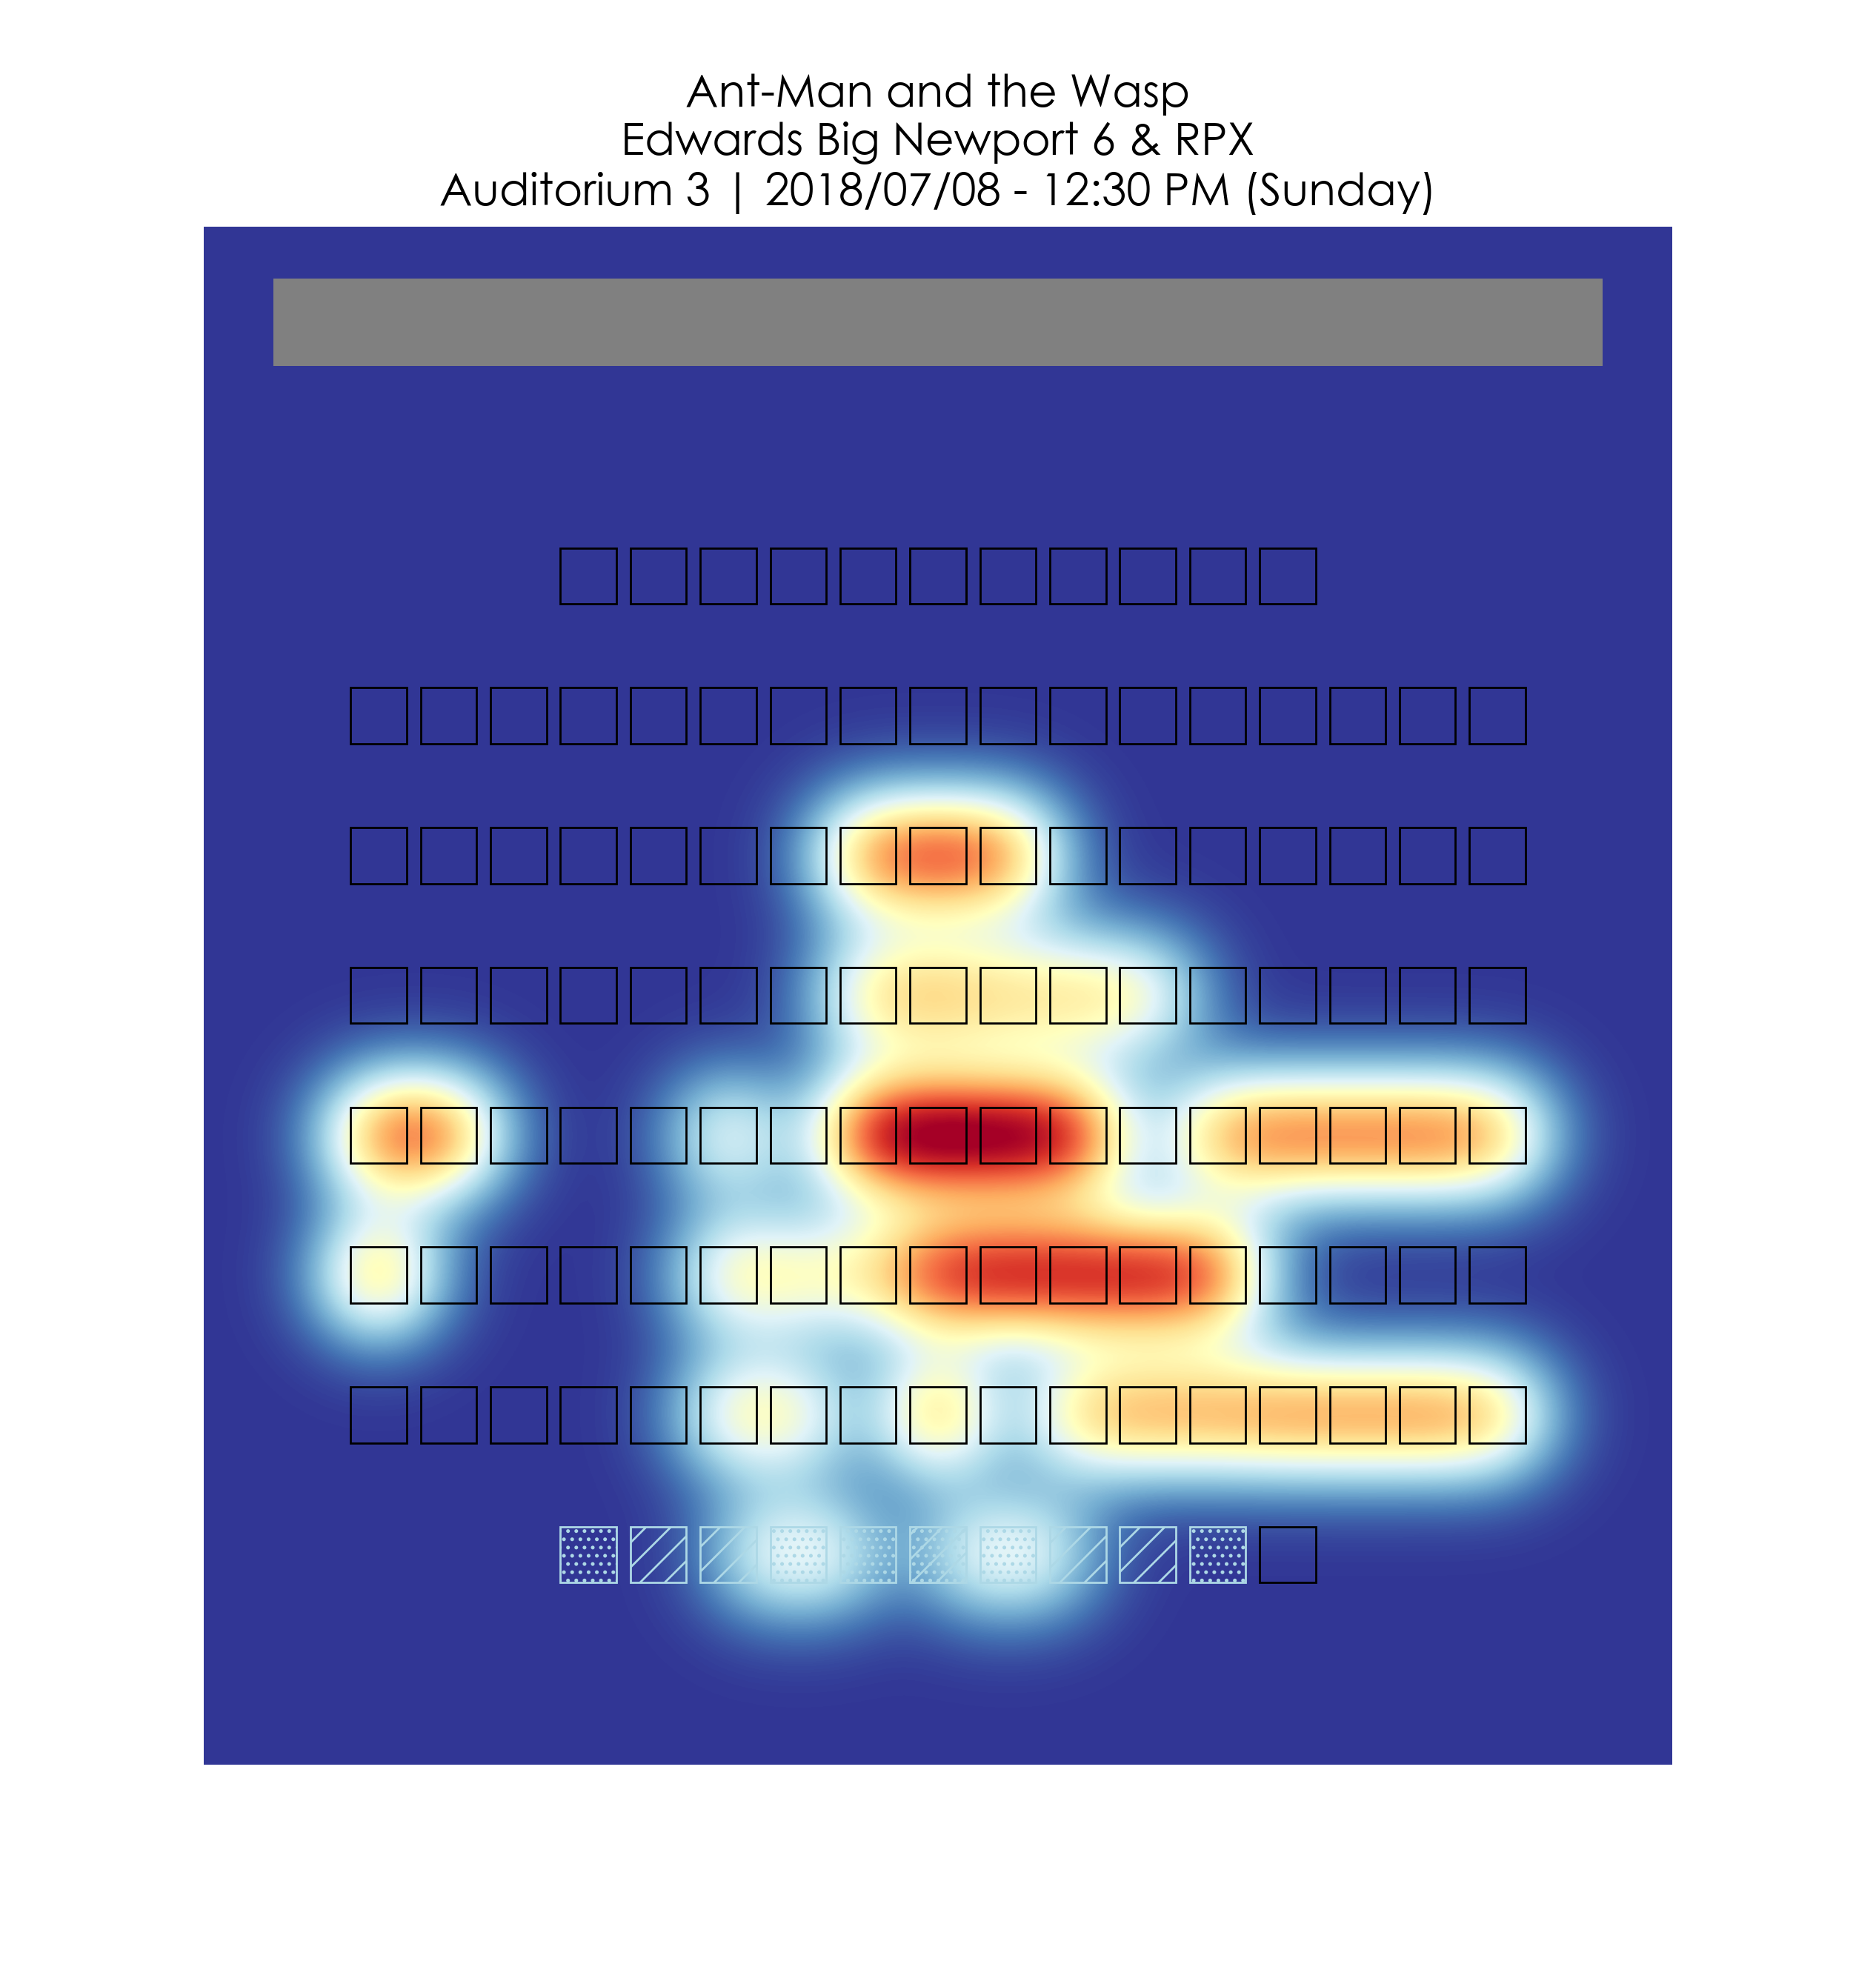 Ant-Man and the Wasp
Edwards Big Newport 6 & RPX
Auditorium 3 | 2018/07/08 - 12:30 PM (Sunday)